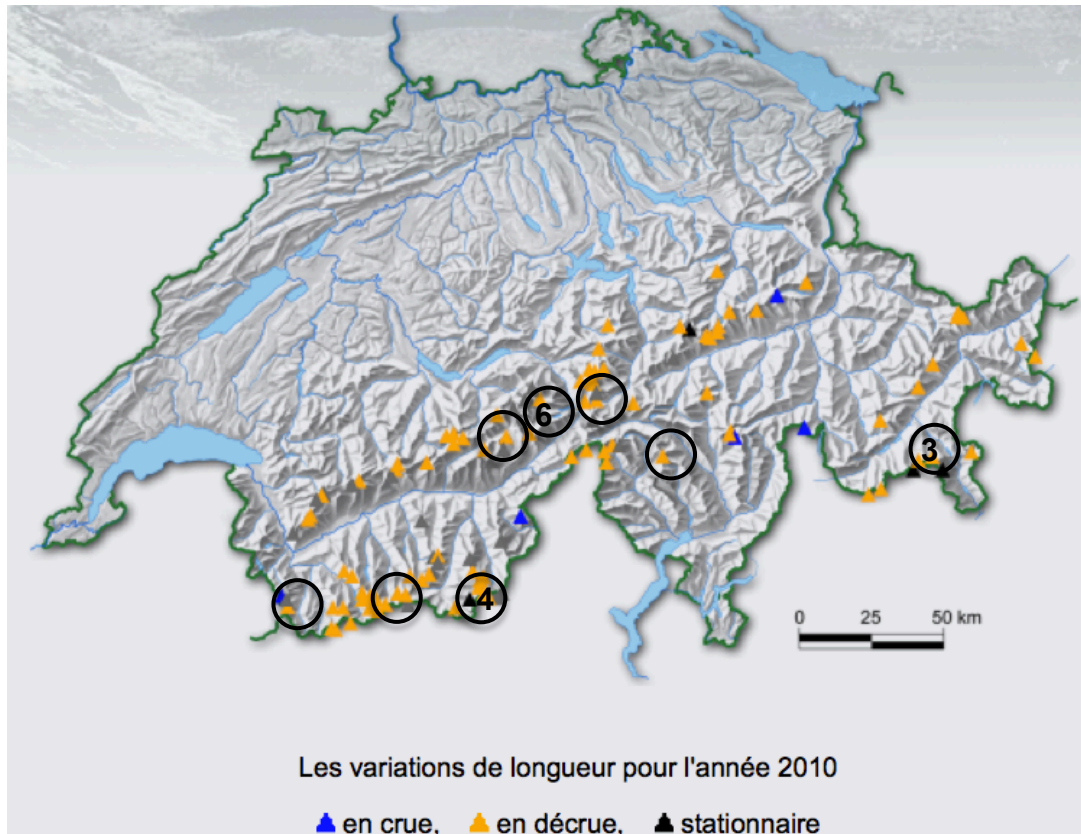 6
3
4
0 25 50 km
Les variations de longueur pour l'année 2010
en crue, en décrue, stationnaire